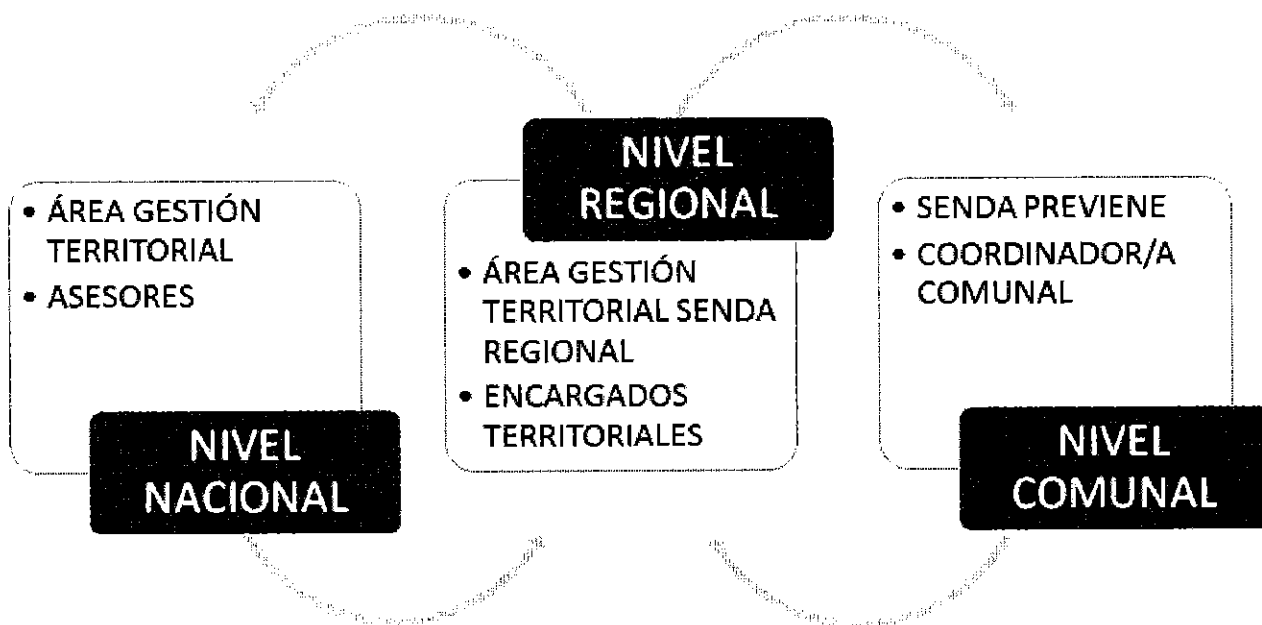 • ÁREA GESTIÓN
TERRITORIAL
• ASESORES
NIVEL
NACIONAL
NIVEL
REGIONAL
• ÁREA GESTIÓN
TERRITORIAL SENDA
REGIONAL
• ENCARGADOS
TERRITORIALES
• SENDA PREVIENE
• COORDINADOR/A
COMUNAL
NIVEL
COMUNAL